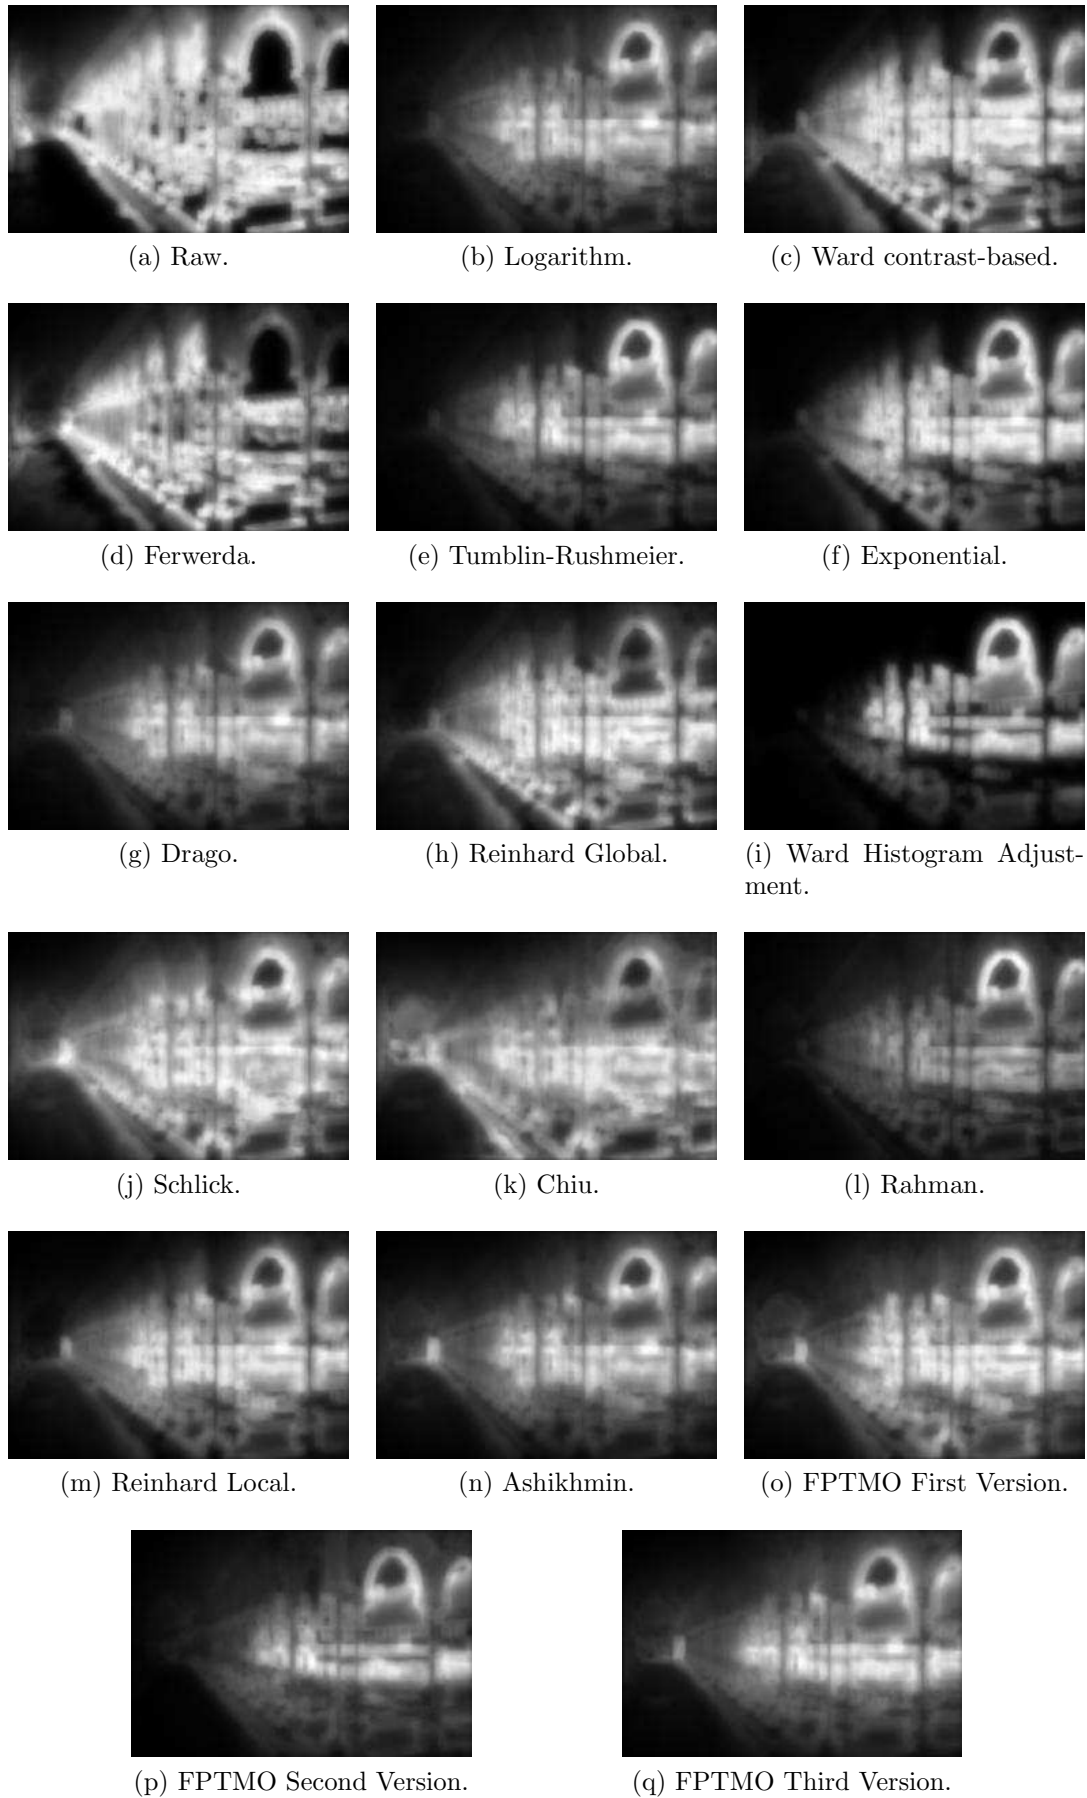 (a) Raw.
(b) Logarithm.
(c) Ward contrast-based.
(d) Ferwerda.
(e) Tumblin-Rushmeier.
(f) Exponential.
(g) Drago.
(h) Reinhard Global.
(i) Ward Histogram Adjust-
ment.
(j) Schlick.
(k) Chiu.
(l) Rahman.
(m) Reinhard Local.
(n) Ashikhmin.
(o) FPTMO First Version.
(p) FPTMO Second Version.
(q) FPTMO Third Version.